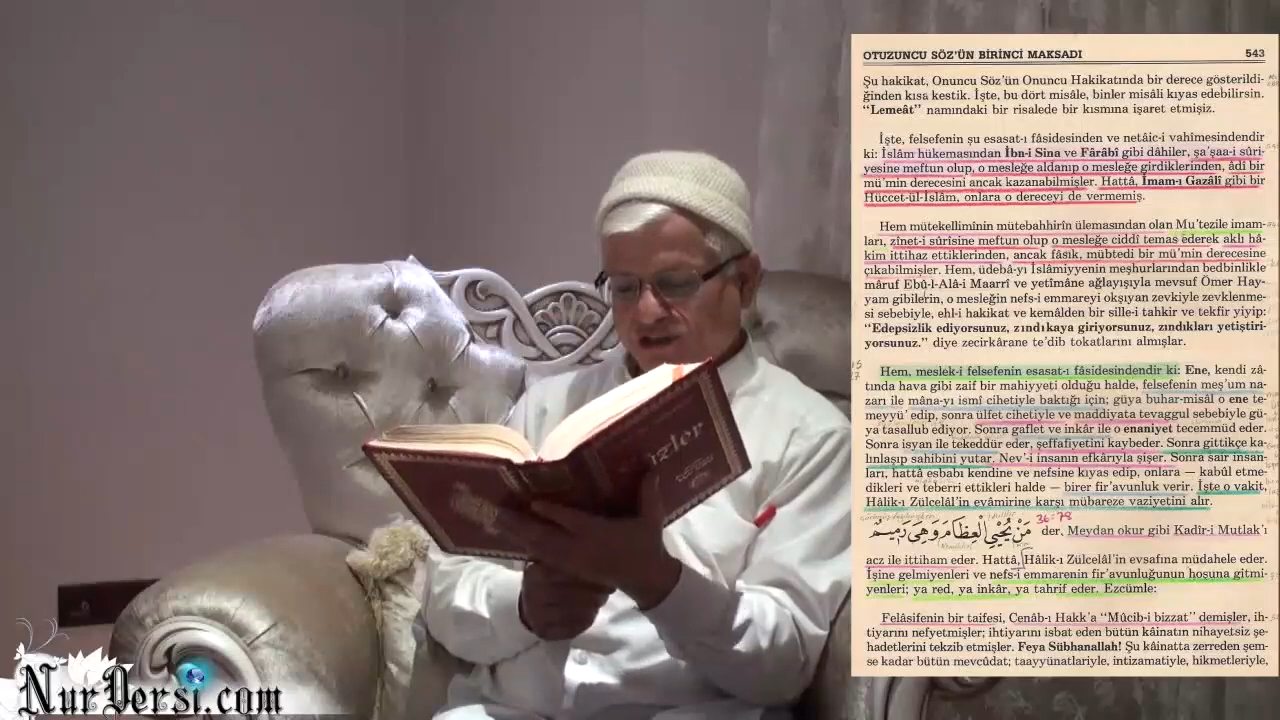 OTUZUNCU SÖZ'ÜN BİRİNCİ MAKSADI 543
Şu hakikat, Onuncu Söz'ün Onuncu Hakikatında bir derece gösterildi-
ğinden kısa kestik. İşte, bu dört misâle, binler misâli kıyas edebilirsin.
“Lemeât” namındaki bir risalede bir kısmına işaret etmişiz.
İşte, felsefenin şu esasat-ı fâsidesinden ve netâic-i vahîmesindendir
ki: İslâm hükemasından İbn-i Sina ve Fârâbî gibi dâhiler, şa'şaa-i sûri-
yesine meftun olup, o mesleğe aldanıp o mesleğe girdiklerinden, âdi bir
mü'min derecesini ancak kazanabilmişler. Hattâ, İmam-ı Gazâlî gibi bir
Hüccet-ül-İslâm, onlara o dereceyi de vermemiş.
Hem mütekellimînin mütebahhirîn ülemasından olan Mu'tezile imam-
ları, zînet-i sûrîsine meftun olup o mesleğe ciddî temas ederek aklı hâ-
kim ittihaz ettiklerinden, ancak fâsık, mübtedi bir mü'min derecesine
çıkabilmişler. Hem, üdebâ-yı İslâmiyyenin meşhurlarından bedbinlikle
mâruf Ebû-l-Alâ-i Maarrî ve yetîmâne ağlayışıyla mevsuf Ömer Hay-
yam gibilerin, o mesleğin nefs-i emmareyi okşıyan zevkiyle zevklenme-
si sebebiyle, ehl-i hakikat ve kemâlden bir sille-i tahkir ve tekfir yiyip:
“Edepsizlik ediyorsunuz, zındıkaya giriyorsunuz, zındıkları yetiştiri-
yorsunuz.” diye zecirkârane te'dib tokatlarını almışlar.
Hem, meslek-i felsefenin esasat-ı fâsidesindendir ki: Ene, kendi zâ-
tında hava gibi zaif bir mahiyyeti olduğu halde, felsefenin meş'um na-
zarı ile mâna-yı ismî cihetiyle baktığı için; güya buhar-misâl o ene te-
meyyü' edip, sonra ülfet cihetiyle ve maddiyata tevaggul sebebiyle gü-
ya tasallub ediyor. Sonra gaflet ve inkâr ile o enaniyet tecemmüd eder.
Sonra isyan ile tekeddür eder, şeffafiyetini kaybeder. Sonra gittikçe ka-
lınlaşıp sahibini yutar. Nev'-i insanın efkârıyla şişer. Sonra sair insan-
ları, hattâ esbabı kendine ve nefsine kıyas edip, onlara — kabûl etme-
dikleri ve teberri ettikleri halde — birer fir'avunluk verir. İşte o vakit,
Hâlik-ı Zülcelâl'in evâmirine karşı mübareze vaziyetini alır.
36:78
مَنْ يُحْيِي الْعِظَامَ وَهِيَ رَمِيمٌ der, Meydan okur gibi Kadîr-i Mutlak'ı
acz ile ittiham eder. Hattâ, Hâlik-ı Zülcelâl'in evsafına müdahele eder.
İşine gelmiyenleri ve nefs-i emmarenin fir'avunluğunun hoşuna gitmi-
yenleri; ya red, ya inkâr, ya tahrif eder. Ezcümle:
Felâsifenin bir taifesi, Cenâb-ı Hakk'a “Mûcib-i bizzat” demişler, ih-
tiyarını nefyetmişler; ihtiyarını isbat eden bütün kâinatın nihayetsiz şe-
hadetlerini tekzib etmişler. Feya Sübhanallah! Şu kâinatta zerreden şem-
se kadar bütün mevcûdat; taayyünatlariyle, intizamatiyle, hikmetleriyle,
NurDersi.com